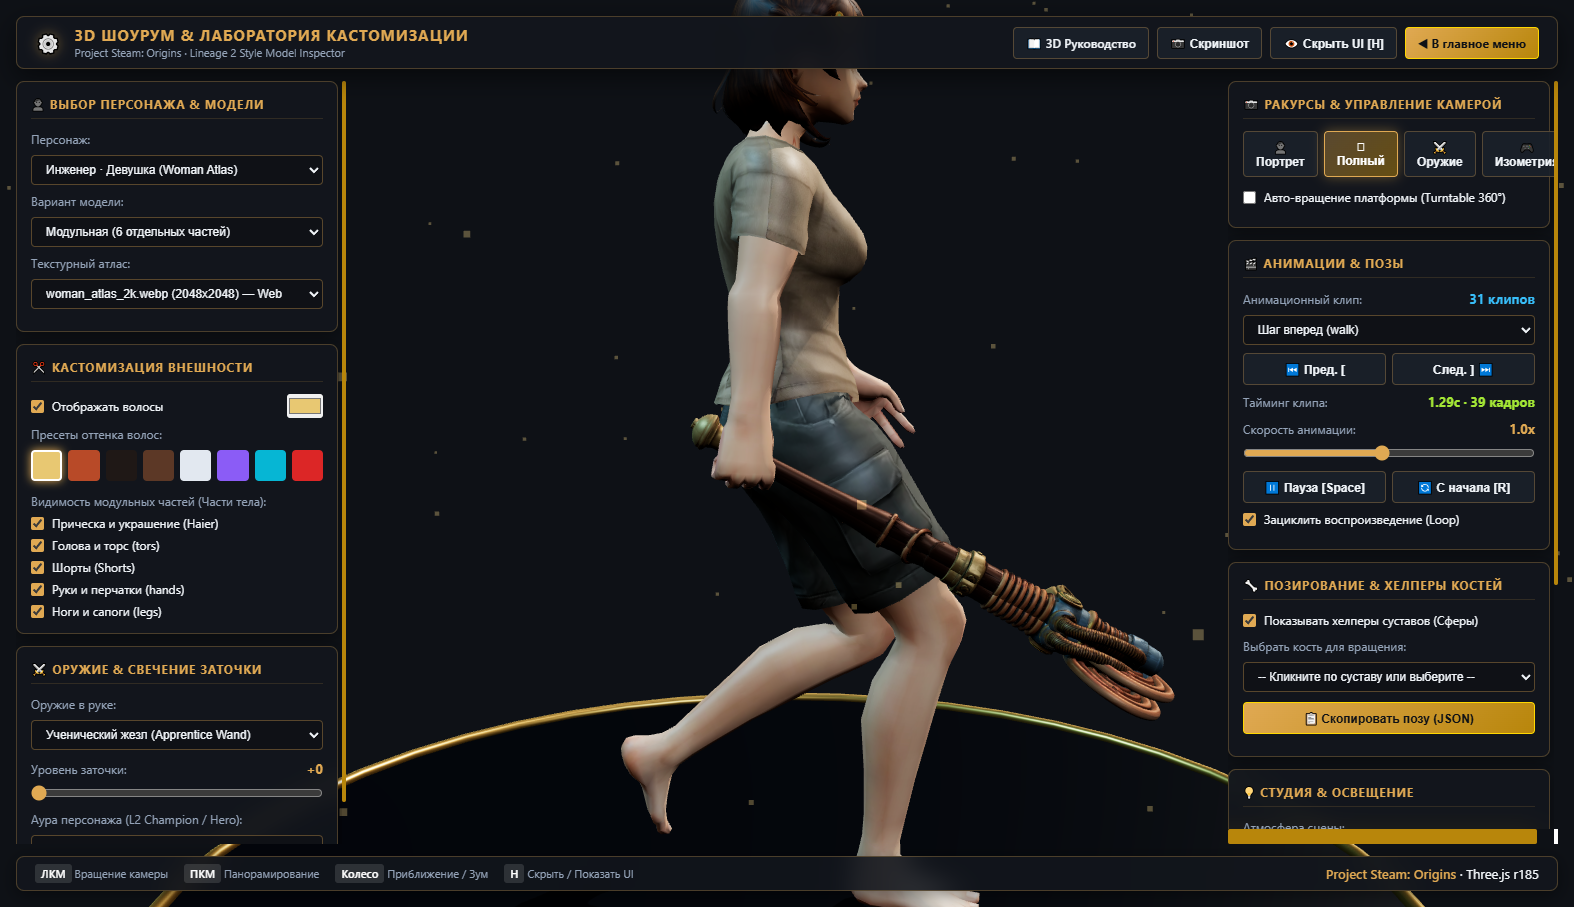 3D ШОУРУМ & ЛАБОРАТОРИЯ КАСТОМИЗАЦИИ
Project Steam: Origins · Lineage 2 Style Model Inspector
3D Руководство
Скриншот
Скрыть UI [H]
◀ В главное меню
ВЫБОР ПЕРСОНАЖА & МОДЕЛИ
Персонаж:
Инженер - Девушка (Woman Atlas)
Вариант модели:
Модульная (6 отдельных частей)
Текстурный атлас:
woman_atlas_2k.webp (2048x2048) — Web
КАСТОМИЗАЦИЯ ВНЕШНОСТИ
Отображать волосы
Пресеты оттенка волос:
Видимость модульных частей (Части тела):
Прическа и украшение (Haier)
Голова и торс (tors)
Шорты (Shorts)
Руки и перчатки (hands)
Ноги и сапоги (legs)
ОРУЖИЕ & СВЕЧЕНИЕ ЗАТОЧКИ
Оружие в руке:
Ученический жезл (Apprentice Wand)
Уровень заточки: +0
Аура персонажа (L2 Champion / Hero):
РАКУРСЫ & УПРАВЛЕНИЕ КАМЕРОЙ
Портрет
Полный
Оружие
Изометрия
Авто-вращение платформы (Turntable 360°)
АНИМАЦИИ & ПОЗЫ
Анимационный клип: 31 клипов
Шаг вперед (walk)
Пред. [
След. ]
Тайминг клипа: 1.29с · 39 кадров
Скорость анимации: 1.0x
Пауза [Space]
С начала [R]
Зациклить воспроизведение (Loop)
ПОЗИРОВАНИЕ & ХЕЛПЕРЫ КОСТЕЙ
Показывать хелперы суставов (Сферы)
Выбрать кость для вращения:
-- Кликните по суставу или выберите --
Скопировать позу (JSON)
СТУДИЯ & ОСВЕЩЕНИЕ
Атмосфера сцены:
ЛКМ Вращение камеры
ПКМ Панорамирование
Колесо Приближение / Зум
H Скрыть / Показать UI
Project Steam: Origins · Three.js r185